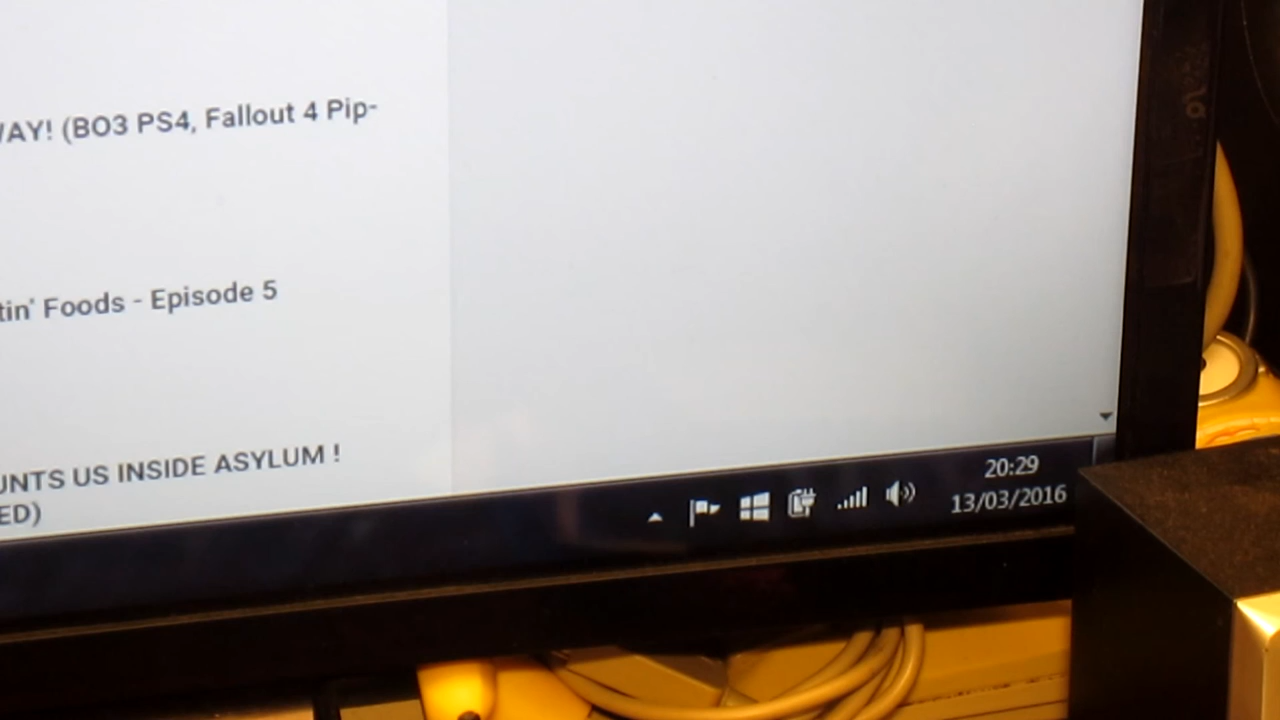 WAY! (BO3 PS4, Fallout 4 Pip-
tin' Foods - Episode 5
UNTS US INSIDE ASYLUM !
ED)
20:29
13/03/2016